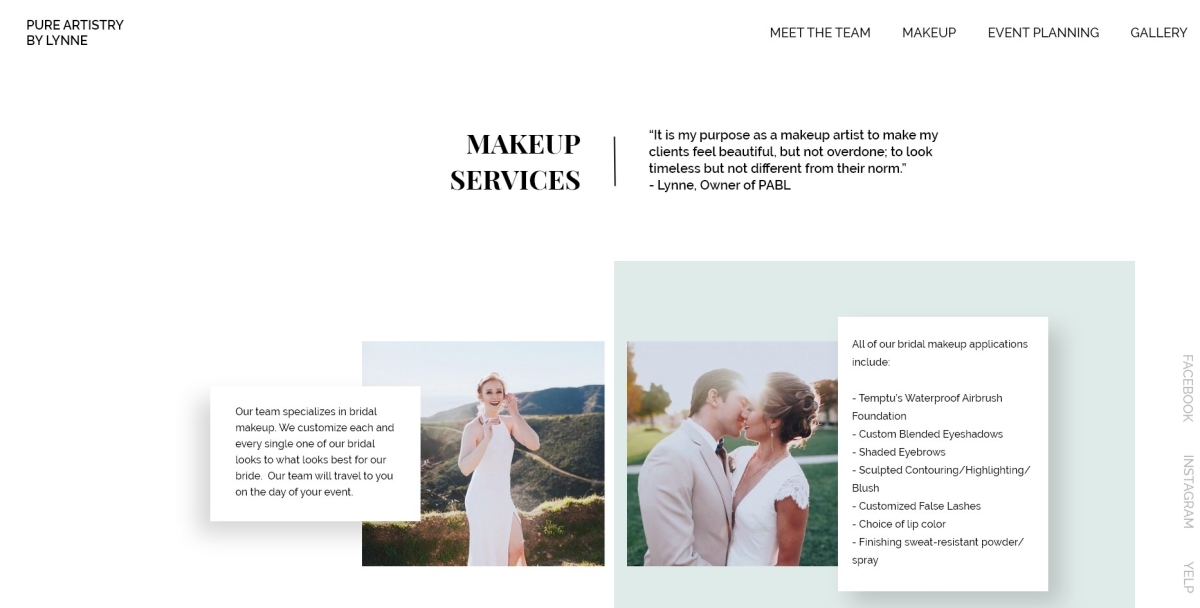 PURE ARTISTRY
BY LYNNE
MEET THE TEAM
MAKEUP
EVENT PLANNING
GALLERY
MAKEUP
SERVICES
“It is my purpose as a makeup artist to make my
clients feel beautiful, but not overdone; to look
timeless but not different from their norm.”
- Lynne, Owner of PABL
Our team specializes in bridal
makeup. We customize each and
every single one of our bridal
looks to what looks best for our
bride.  Our team will travel to you
on the day of your event.
All of our bridal makeup applications
include:
- Temptu's Waterproof Airbrush
Foundation
- Custom Blended Eyeshadows
- Shaded Eyebrows
- Sculpted Contouring/Highlighting/
Blush
- Customized False Lashes
- Choice of lip color
- Finishing sweat-resistant powder/
spray
FACEBOOK
INSTAGRAM
YELP